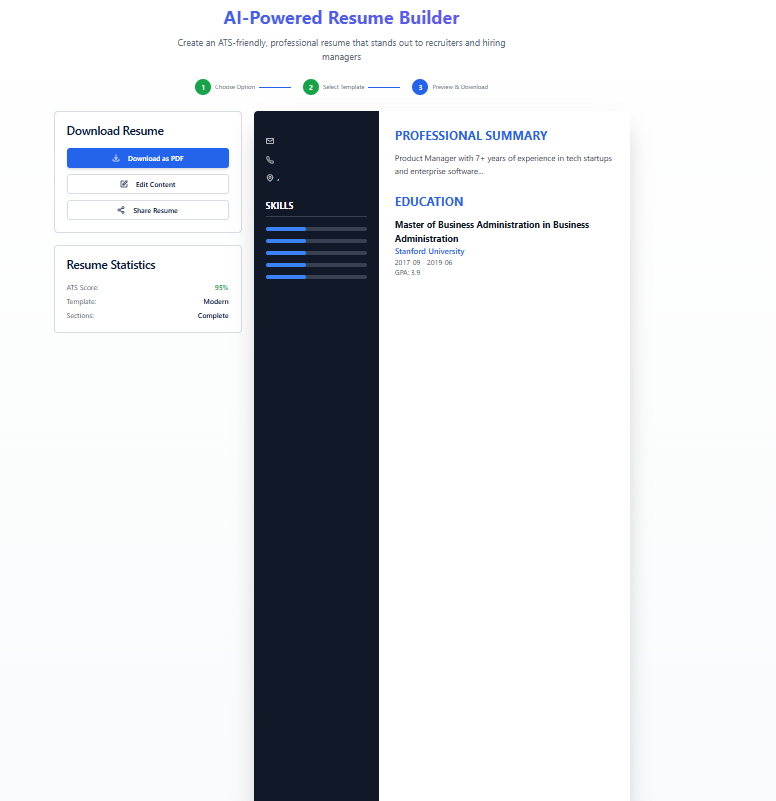 AI-Powered Resume Builder
Create an ATS-friendly, professional resume that stands out to recruiters and hiring
managers
1 Choose Option
2 Select Template
3 Preview & Download
Download Resume
Download as PDF
Edit Content
Share Resume
Resume Statistics
ATS Score: 95%
Template: Modern
Sections: Complete
,
SKILLS
PROFESSIONAL SUMMARY
Product Manager with 7+ years of experience in tech startups
and enterprise software...
EDUCATION
Master of Business Administration in Business
Administration
Stanford University
2017-09 - 2019-06
GPA: 3.9